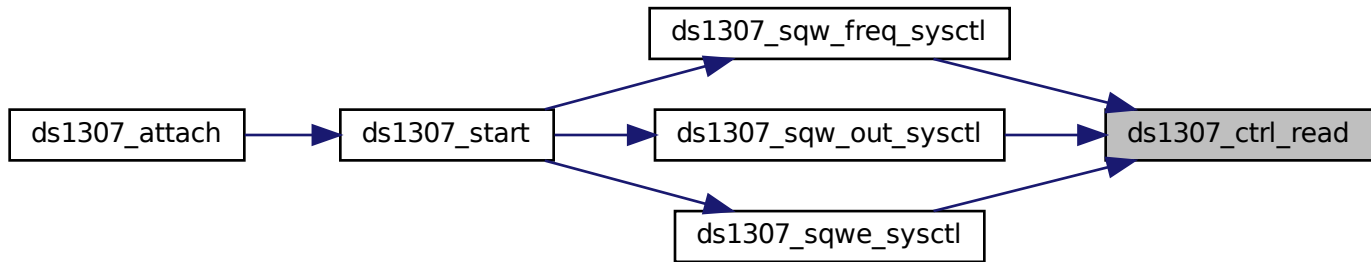 ds1307_sqw_freq_sysctl
ds1307_attach
ds1307_start
ds1307_sqw_out_sysctl
ds1307_ctrl_read
ds1307_sqwe_sysctl